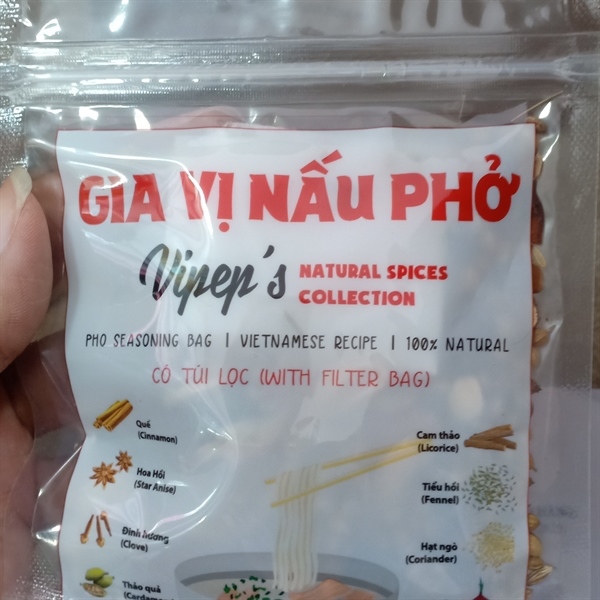 GIA VỊ NẤU PHỞ
Vipep's NATURAL SPICES COLLECTION
PHO SEASONING BAG | VIETNAMESE RECIPE | 100% NATURAL
CÓ TÚI LỌC (WITH FILTER BAG)
Quế
(Cinnamon)
Hoa Hồi
(Star Anise)
Đinh hương
(Clove)
Thảo quả
(Cardamom)
Cam thảo
(Licorice)
Tiểu hồi
(Fennel)
Hạt ngò
(Coriander)